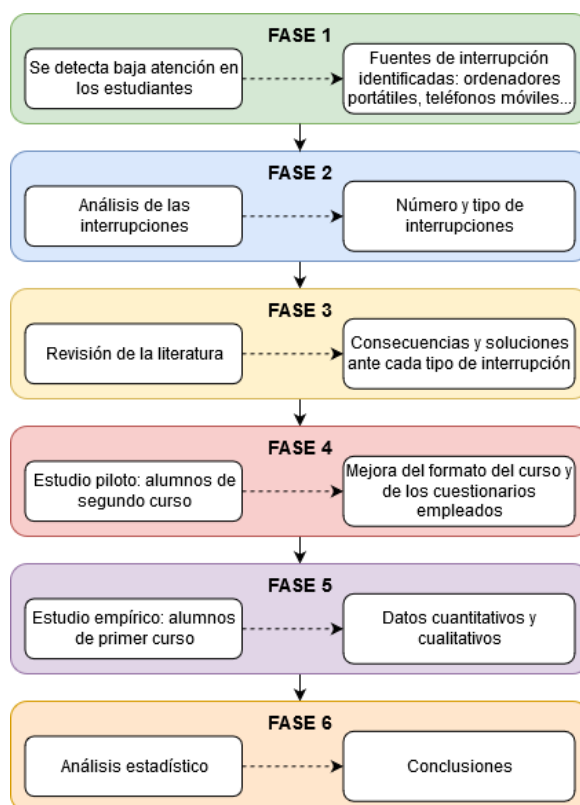 FASE 1
Se detecta baja atención en
los estudiantes
Fuentes de interrupción
identificadas: ordenadores
portátiles, teléfonos móviles...
FASE 2
Análisis de las
interrupciones
Número y tipo de
interrupciones
FASE 3
Revisión de la literatura
Consecuencias y soluciones
ante cada tipo de interrupción
FASE 4
Estudio piloto: alumnos de
segundo curso
Mejora del formato del curso y
de los cuestionarios
empleados
FASE 5
Estudio empírico: alumnos
de primer curso
Datos cuantitativos y
cualitativos
FASE 6
Análisis estadístico
Conclusiones